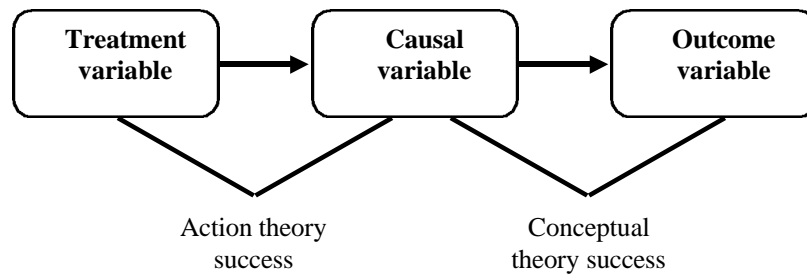 Treatment
variable
Causal
variable
Outcome
variable
Action theory
success
Conceptual
theory success